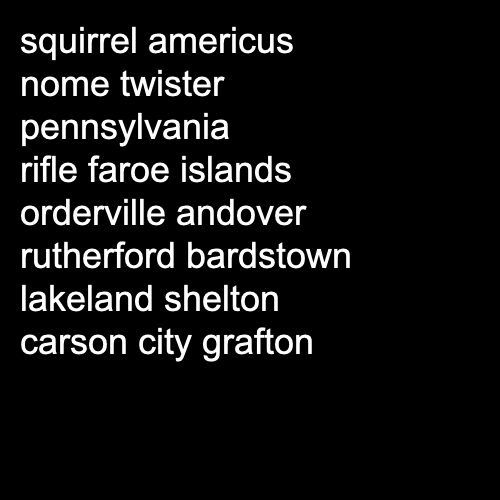 squirrel americus
nome twister
pennsylvania
rifle faroe islands
orderville andover
rutherford bardstown
lakeland shelton
carson city grafton